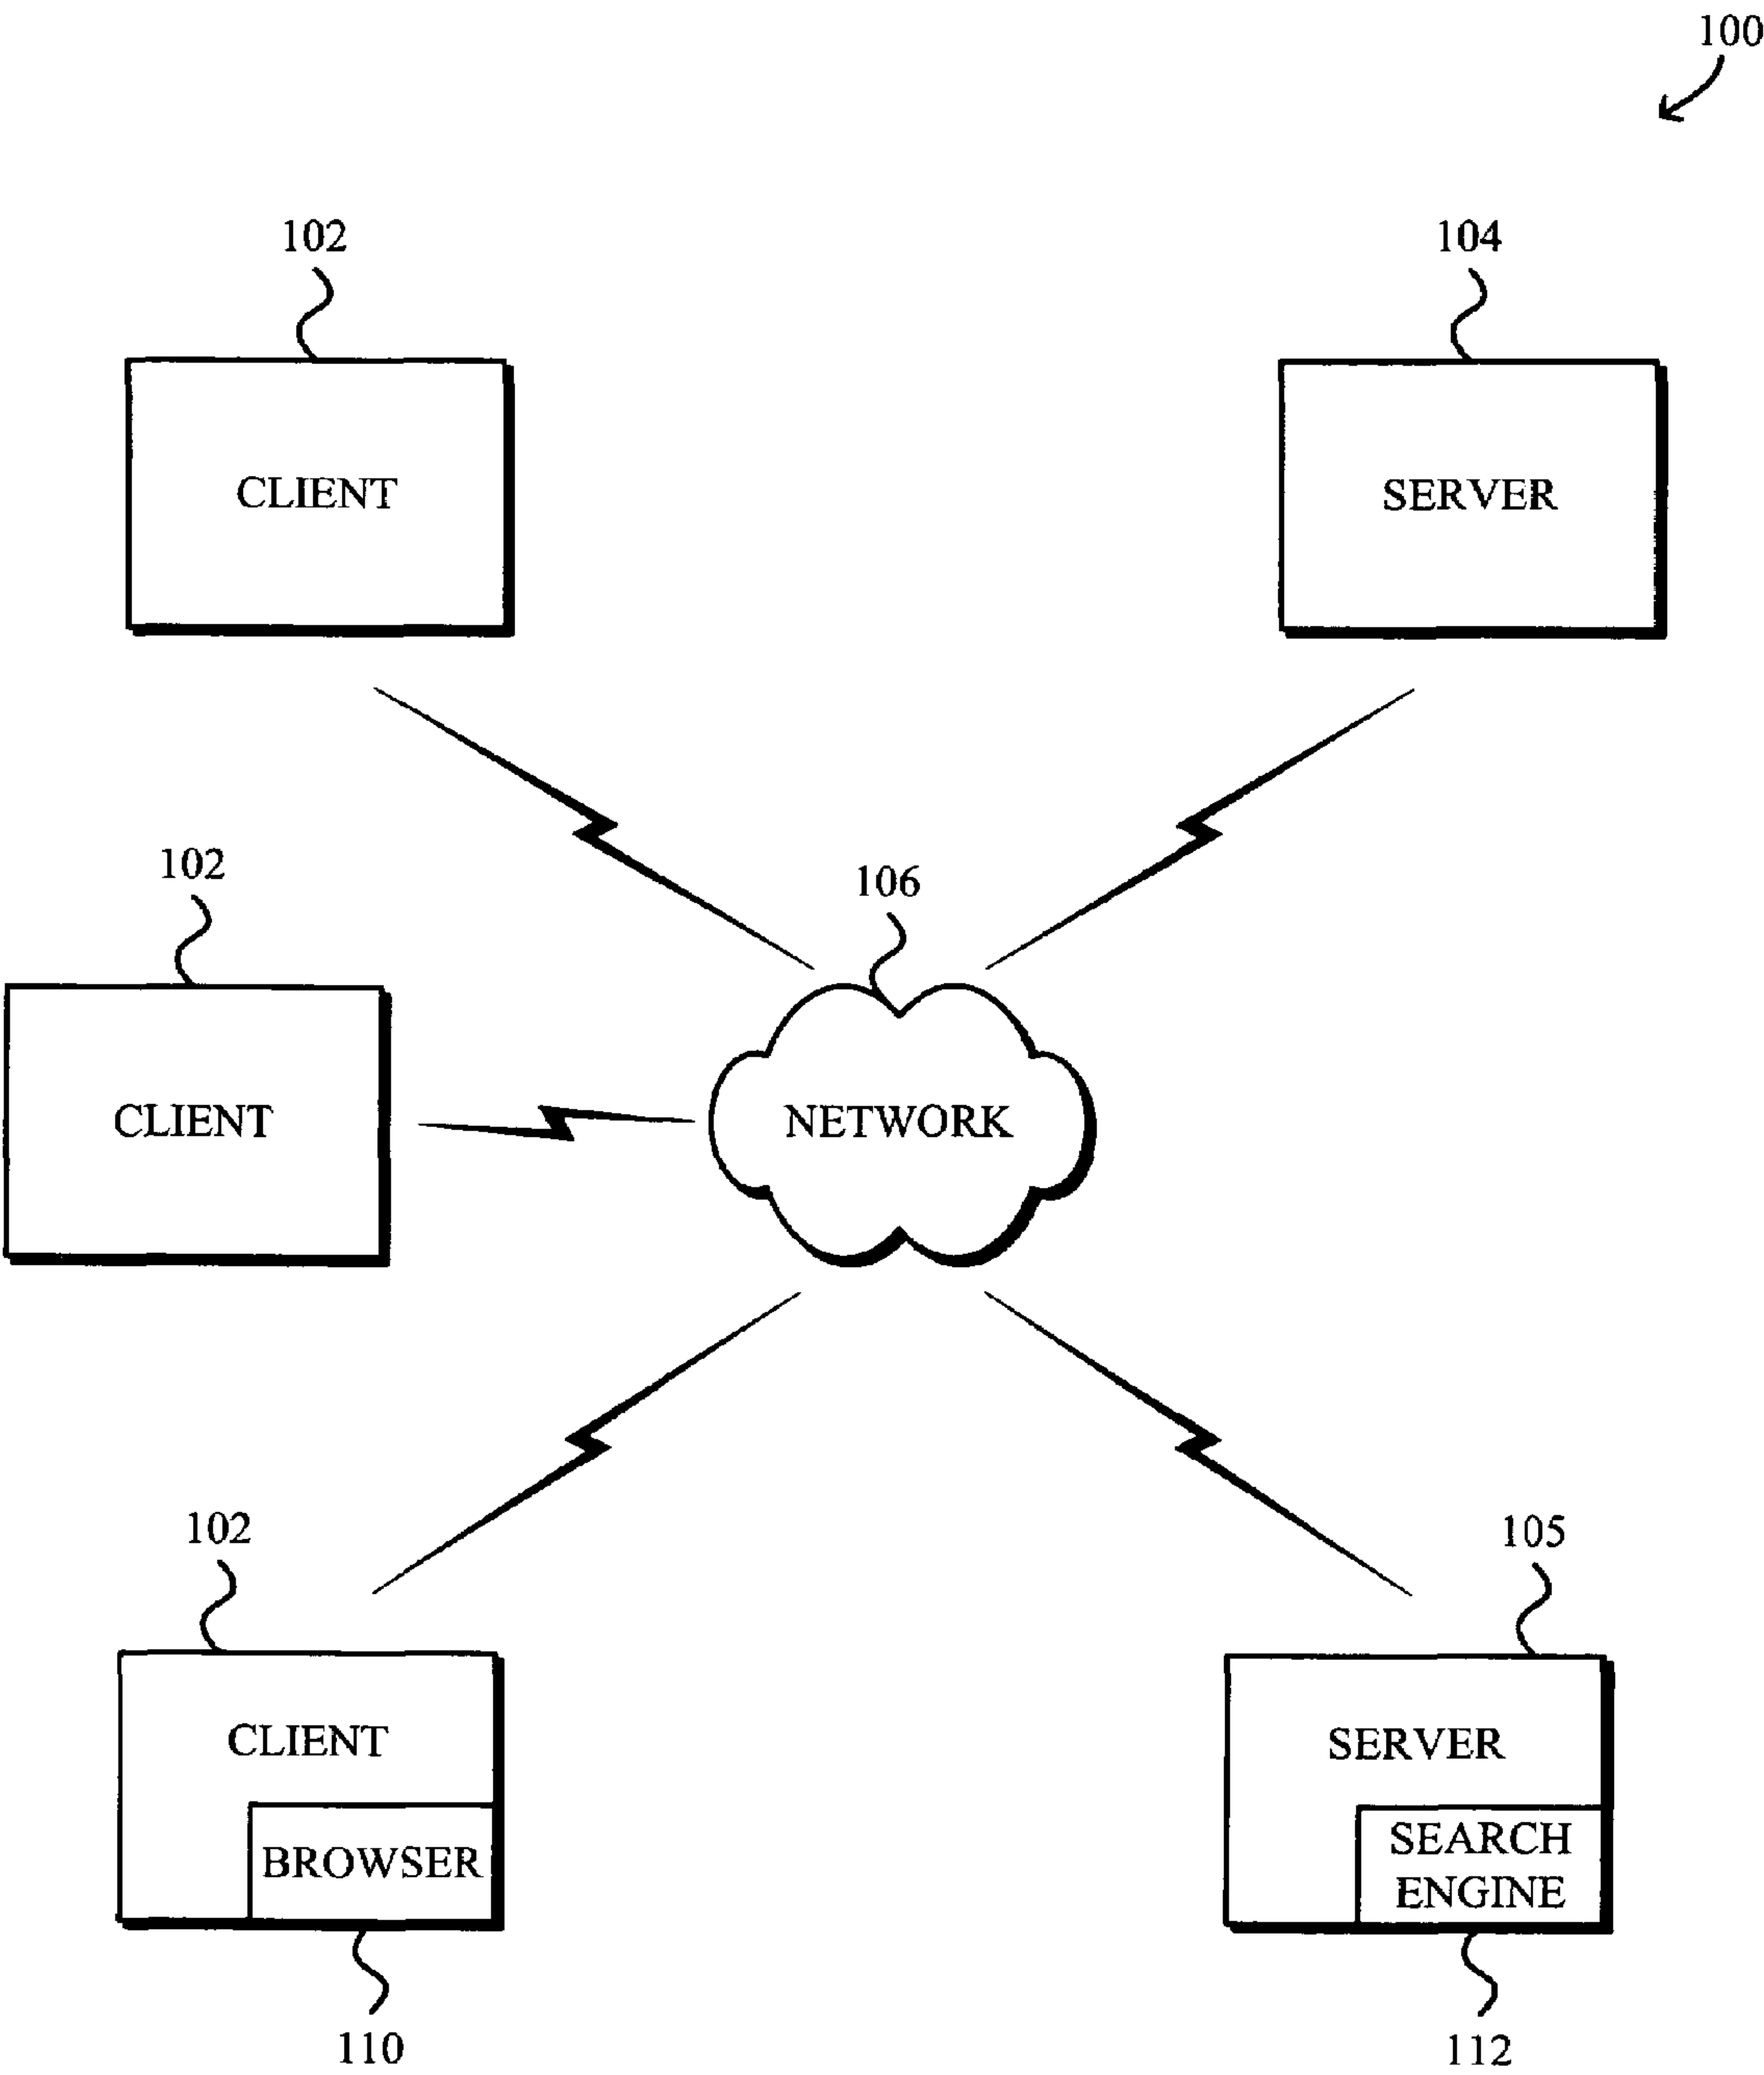 100
102
104
CLIENT
SERVER
102
106
CLIENT
NETWORK
102
105
CLIENT
SERVER
BROWSER
SEARCH
ENGINE
110
112